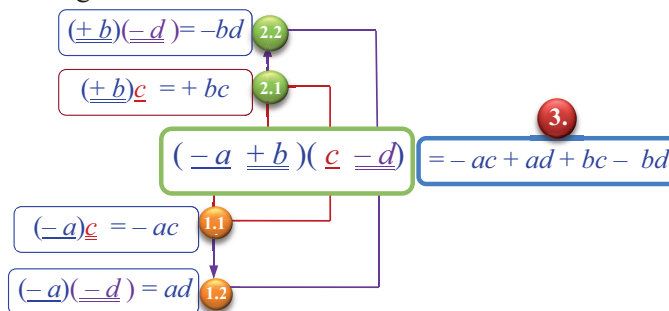 (+ b)(– d) = –bd 2.2
(+ b)c = + bc 2.1
3.
( – a + b )( c – d) = – ac + ad + bc – bd
(– a)c = – ac 1.1
(– a)(– d ) = ad 1.2